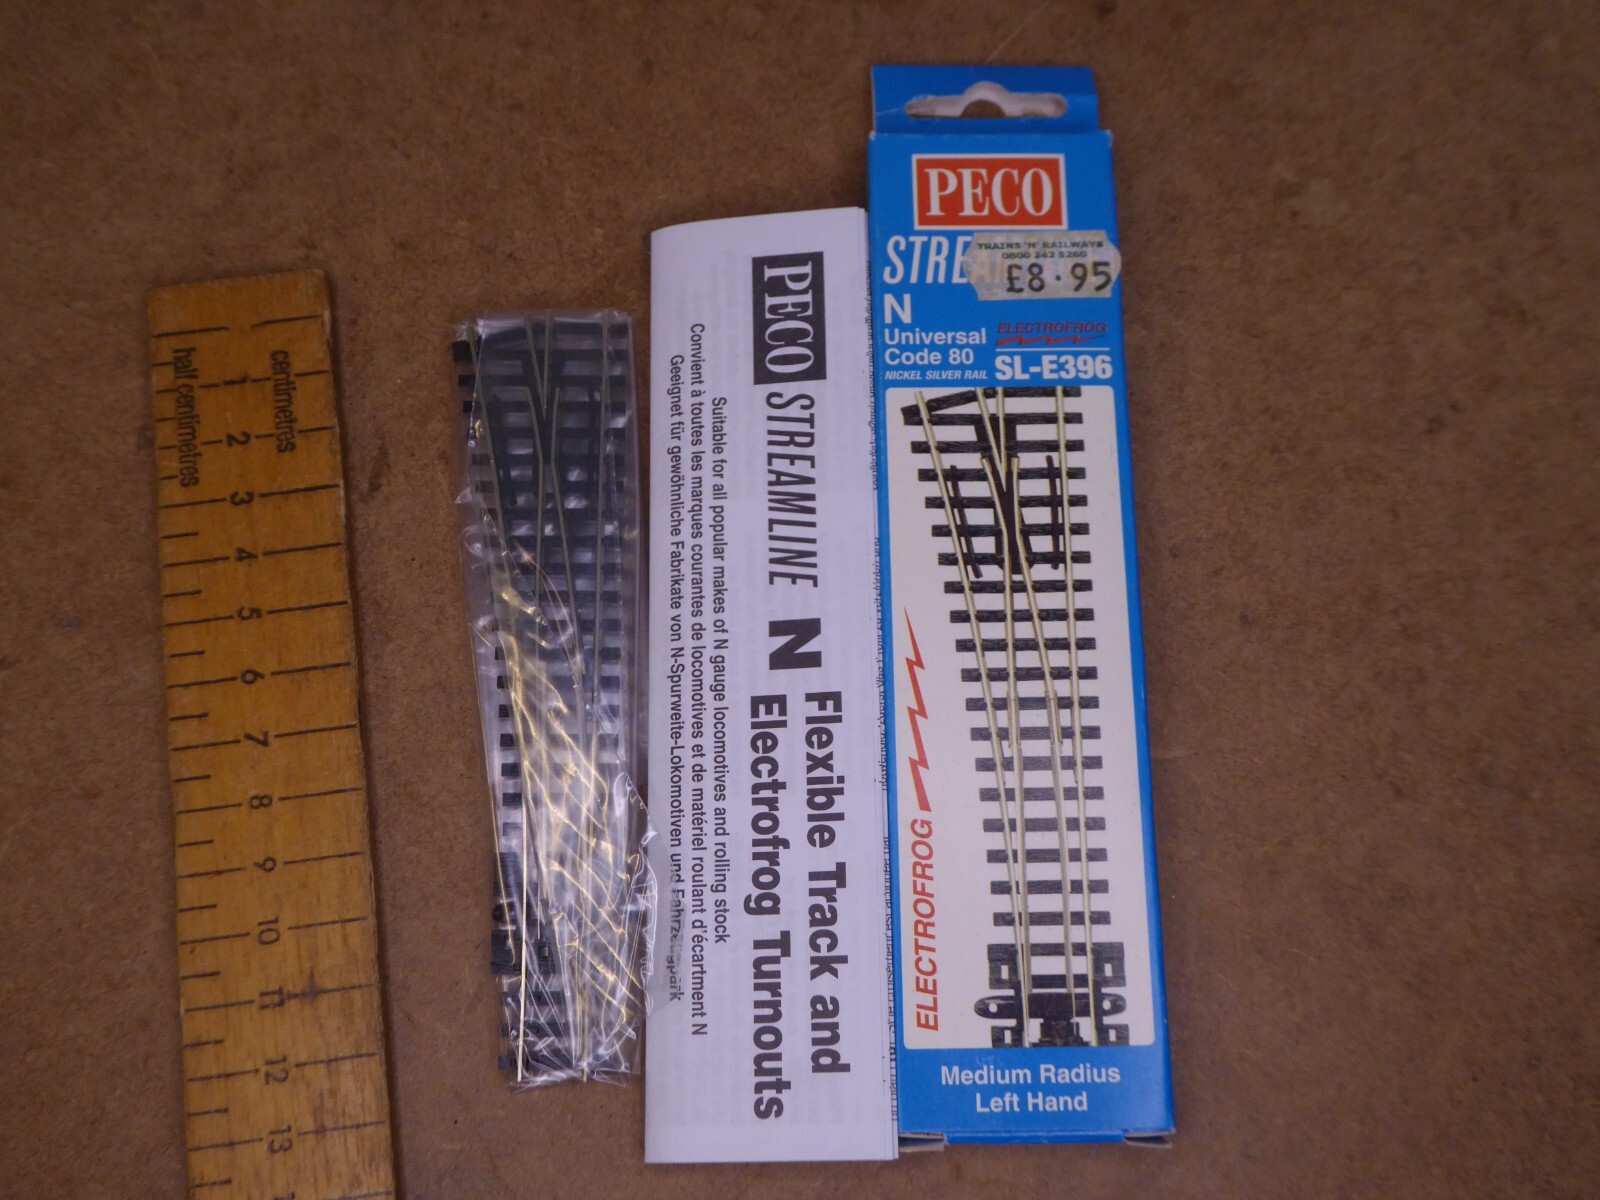 centimetres
half centimetres
1
2
3
4
5
6
7
8
9
10
11
12
13
PECO STREAMLINE N Flexible Track and
Electrofrog Turnouts
Suitable for all popular makes of N gauge locomotives and rolling stock
Convient à toutes les marques courantes de locomotives et de matériel roulant d'écartment N
Geeignet für gewöhnliche Fabrikate von N-Spurweite-Lokomotiven und Fahrzeugpark
PECO
STRE
TRAINS 'N' RAILWAYS
0800 242 5260
£8.95
N
Universal
Code 80
NICKEL SILVER RAIL
ELECTROFROG
SL-E396
ELECTROFROG
Medium Radius
Left Hand